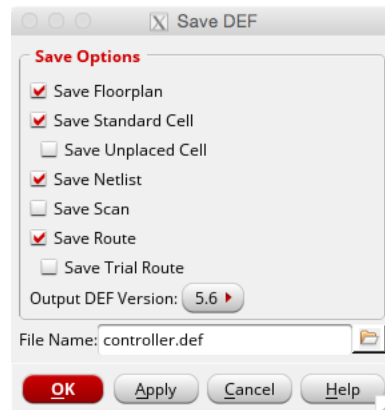 Save DEF
Save Options
Save Floorplan
Save Standard Cell
Save Unplaced Cell
Save Netlist
Save Scan
Save Route
Save Trial Route
Output DEF Version: 5.6
File Name: controller.def
OK Apply Cancel Help